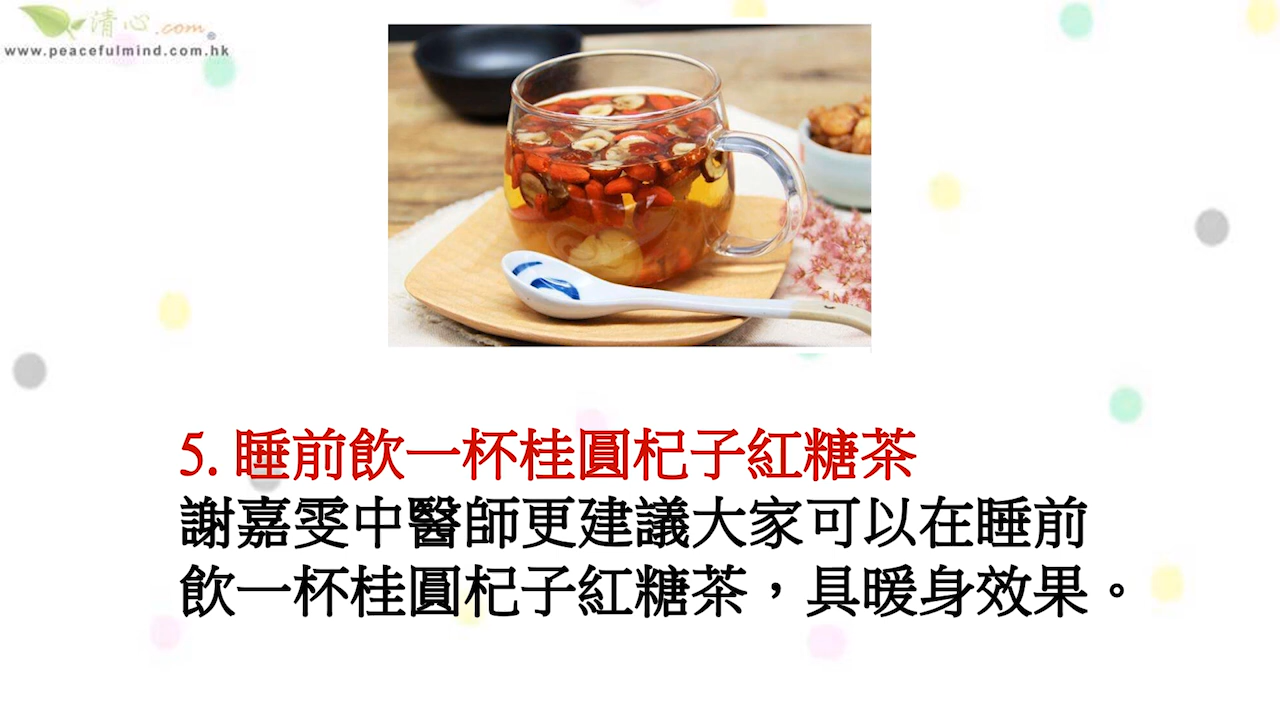 清心.com
www.peacefulmind.com.hk
5. 睡前飲一杯桂圓杞子紅糖茶
謝嘉雯中醫師更建議大家可以在睡前
飲一杯桂圓杞子紅糖茶，具暖身效果。